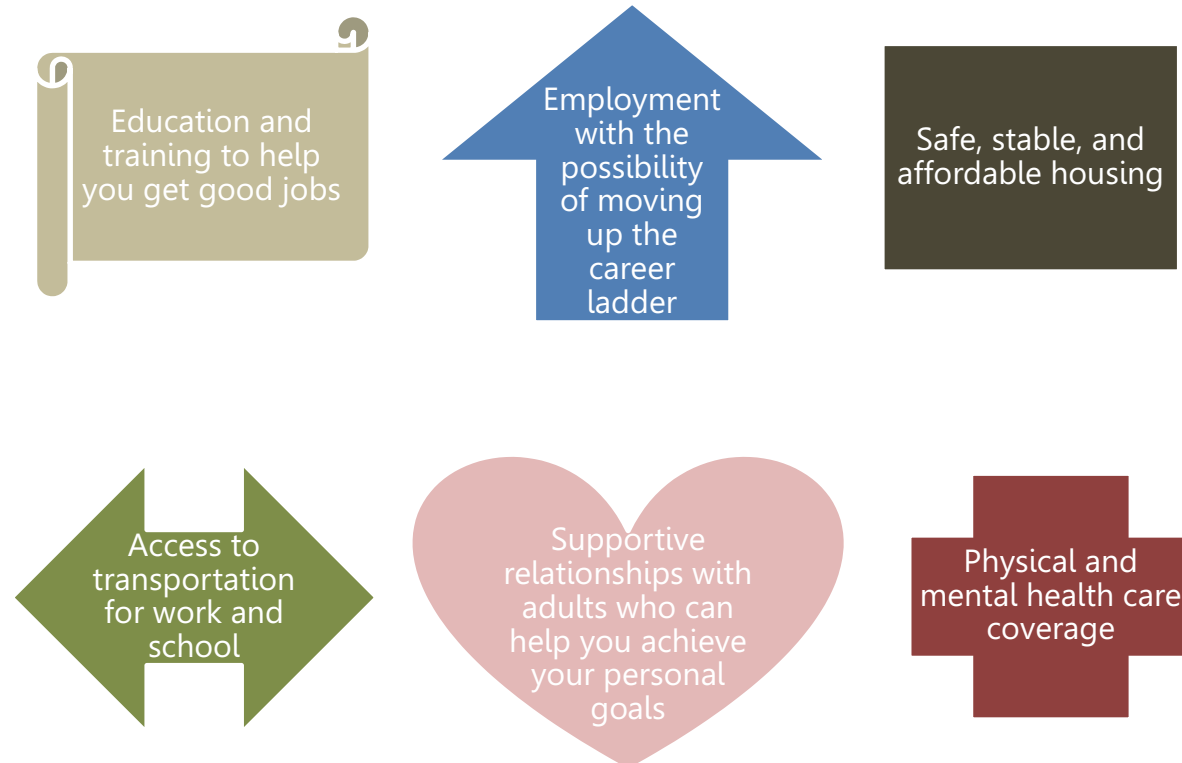 Education and
training to help
you get good jobs
Employment
with the
possibility
of moving
up the
career
ladder
Safe, stable, and
affordable housing
Access to
transportation
for work and
school
Supportive
relationships with
adults who can
help you achieve
your personal
goals
Physical and
mental health care
coverage